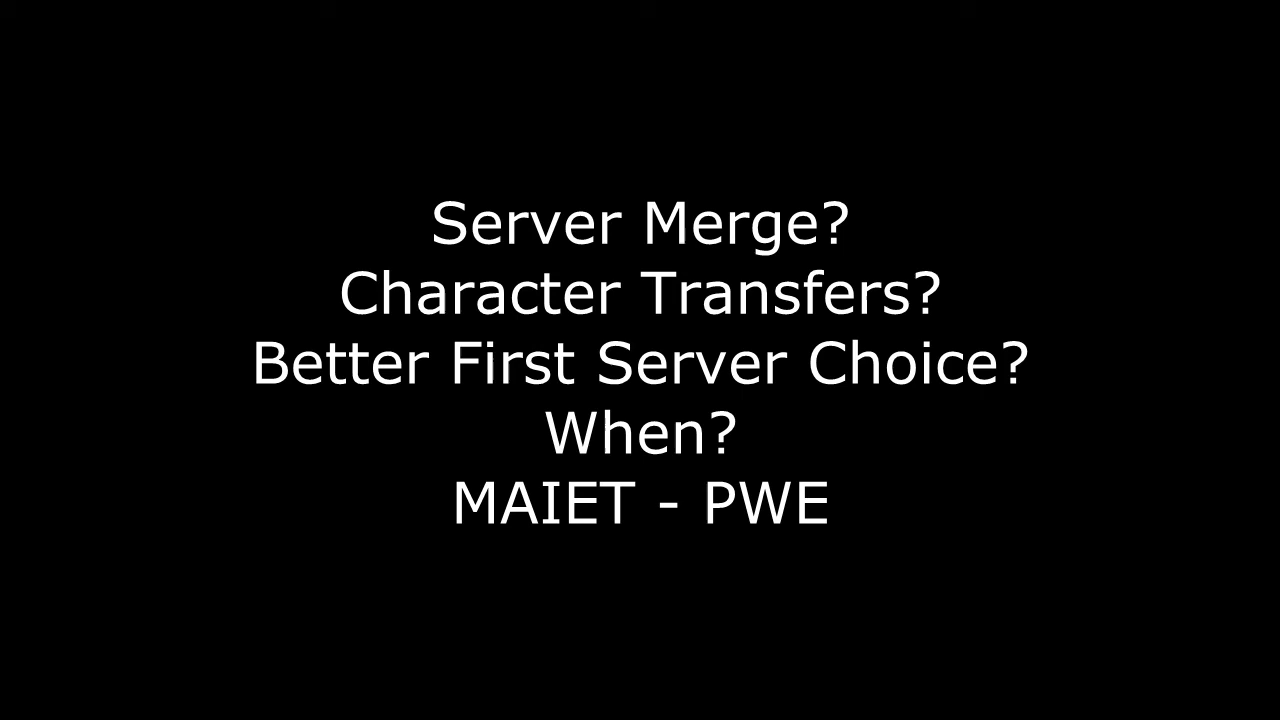 Server Merge?
Character Transfers?
Better First Server Choice?
When?
MAIET - PWE